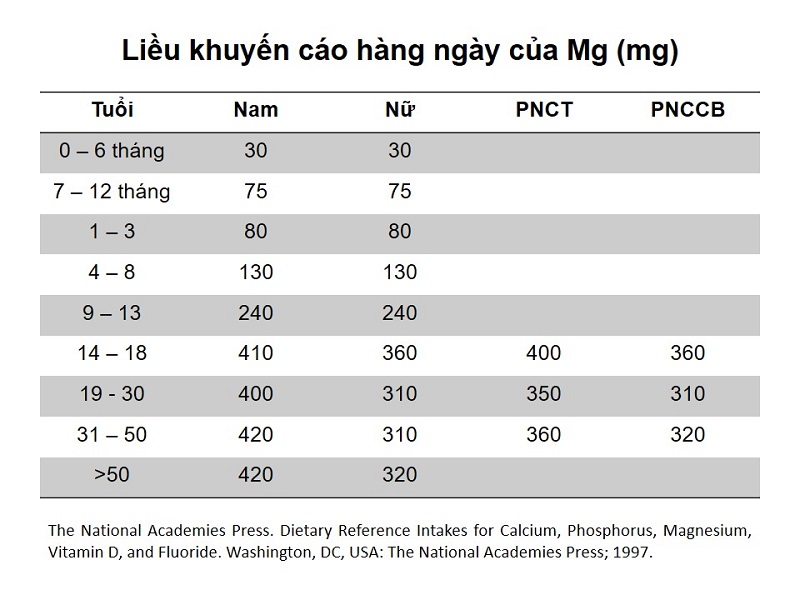 Liều khuyến cáo hàng ngày của Mg (mg)
Tuổi Nam Nữ PNCT PNCCB
0 – 6 tháng 30 30
7 – 12 tháng 75 75
1 – 3 80 80
4 – 8 130 130
9 – 13 240 240
14 – 18 410 360 400 360
19 - 30 400 310 350 310
31 – 50 420 310 360 320
>50 420 320
The National Academies Press. Dietary Reference Intakes for Calcium, Phosphorus, Magnesium,
Vitamin D, and Fluoride. Washington, DC, USA: The National Academies Press; 1997.